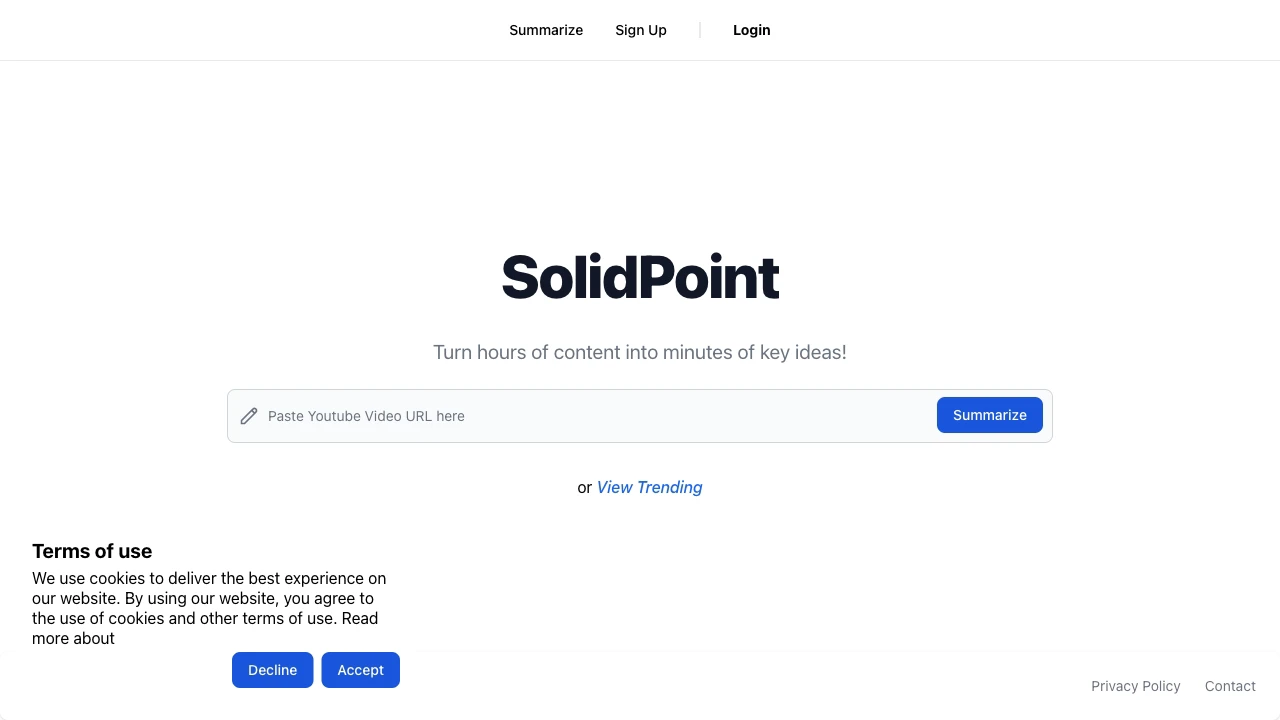 Summarize Sign Up Login
SolidPoint
Turn hours of content into minutes of key ideas!
Paste Youtube Video URL here Summarize
or View Trending
Terms of use
We use cookies to deliver the best experience on
our website. By using our website, you agree to
the use of cookies and other terms of use. Read
more about
Decline Accept
Privacy Policy Contact